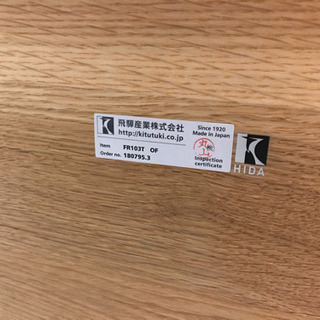 飛騨産業株式会社
http://kitutuki.co.jp
Item FR103T OF
Order no. 180795.3
Since 1920
Made in Japan
Inspection
certificate
HIDA